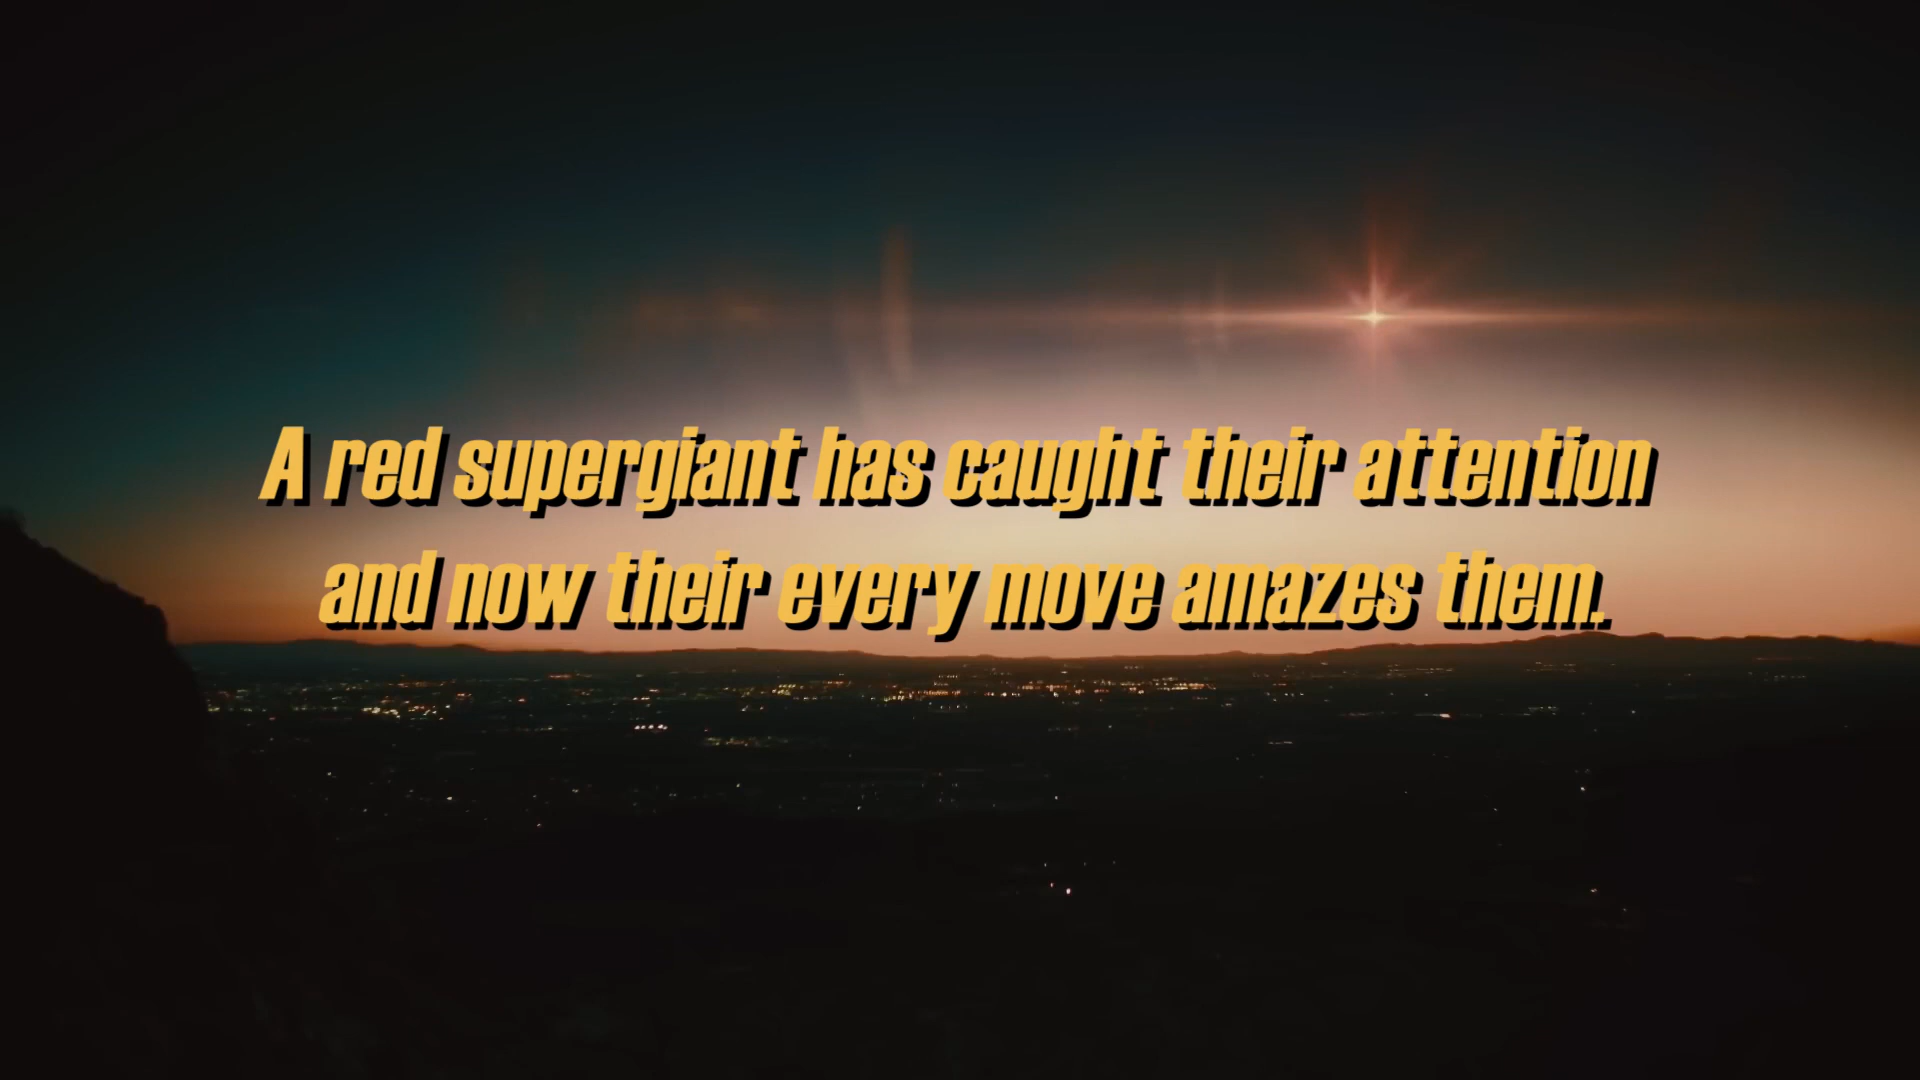 A red supergiant has caught their attention
and now their every move amazes them.